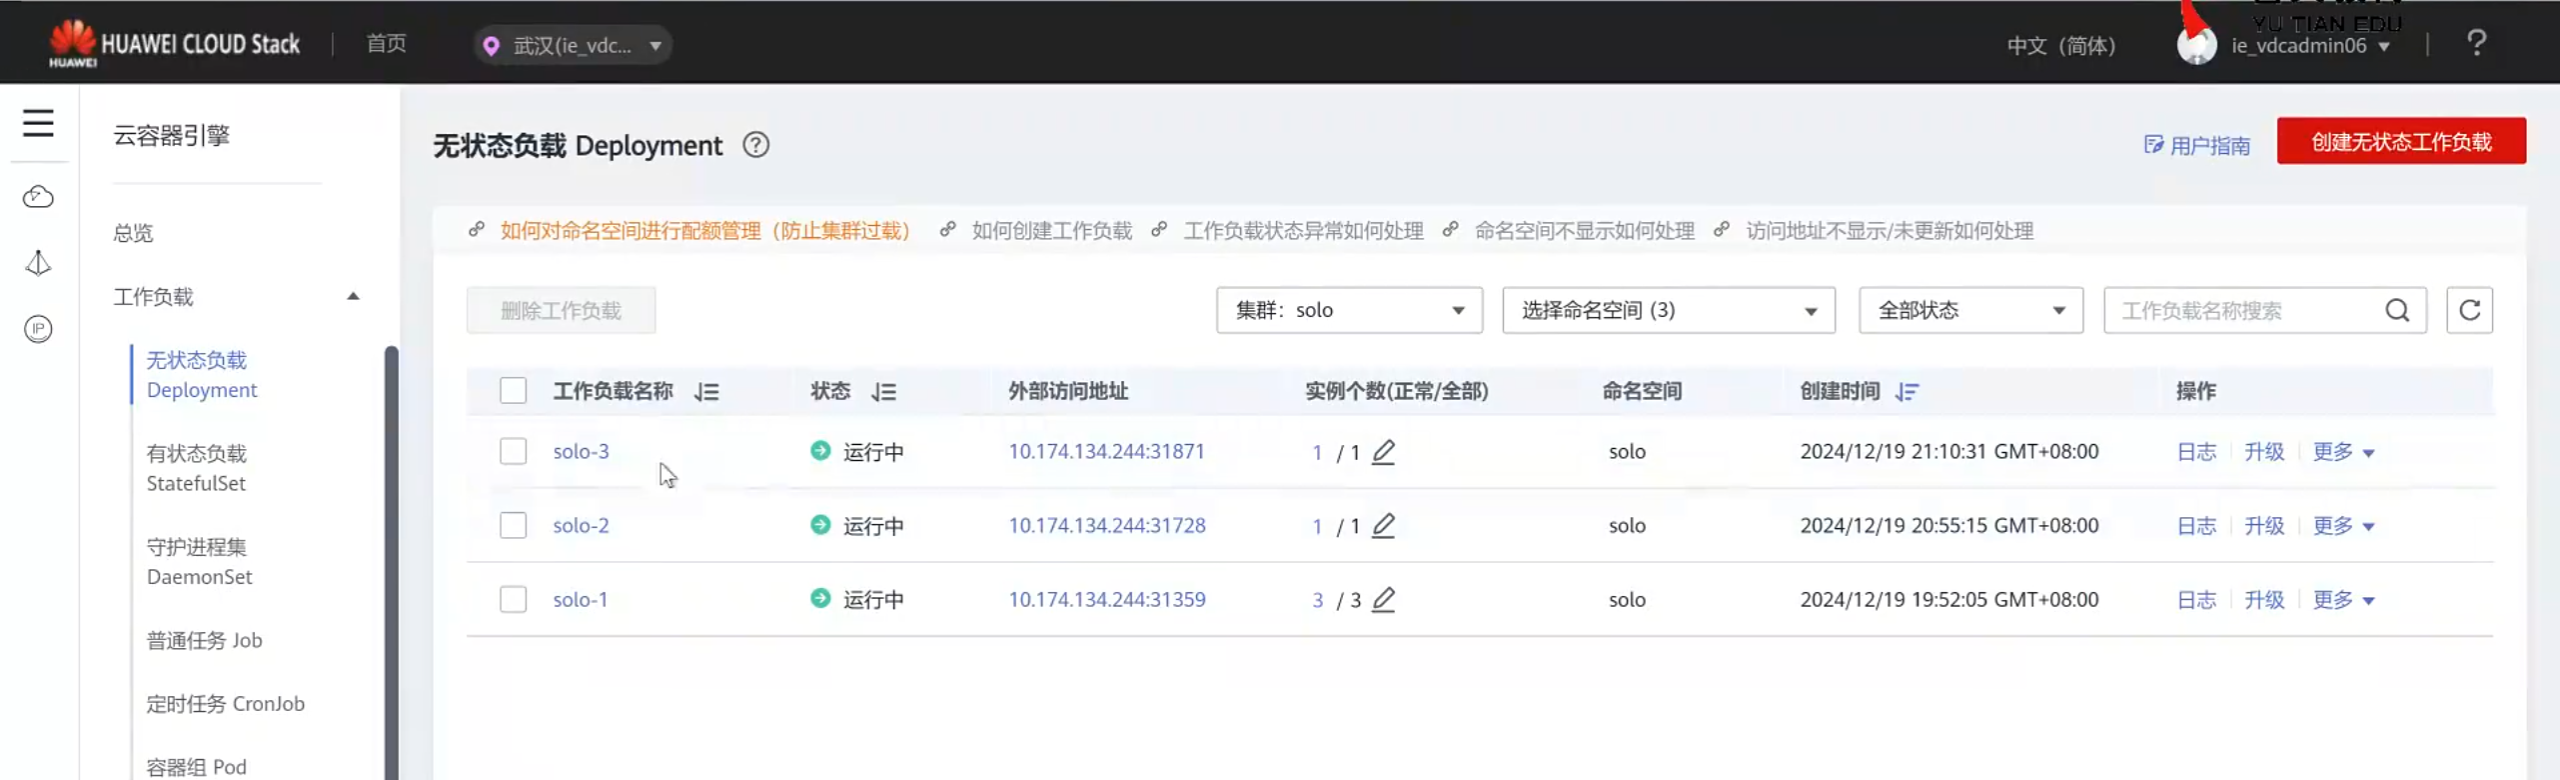 HUAWEI
HUAWEI CLOUD Stack
首页
武汉(ie_vdc...
中文（简体）
YU TIAN EDU
ie_vdcadmin06
?
云容器引擎
总览
工作负载
无状态负载
Deployment
有状态负载
StatefulSet
守护进程集
DaemonSet
普通任务 Job
定时任务 CronJob
容器组 Pod
IP
无状态负载 Deployment ?
用户指南
创建无状态工作负载
如何对命名空间进行配额管理（防止集群过载） 如何创建工作负载 工作负载状态异常如何处理 命名空间不显示如何处理 访问地址不显示/未更新如何处理
删除工作负载
集群：solo
选择命名空间 (3)
全部状态
工作负载名称搜索
工作负载名称 状态 外部访问地址 实例个数(正常/全部) 命名空间 创建时间 操作
solo-3 运行中 10.174.134.244:31871 1 / 1 solo 2024/12/19 21:10:31 GMT+08:00 日志 升级 更多
solo-2 运行中 10.174.134.244:31728 1 / 1 solo 2024/12/19 20:55:15 GMT+08:00 日志 升级 更多
solo-1 运行中 10.174.134.244:31359 3 / 3 solo 2024/12/19 19:52:05 GMT+08:00 日志 升级 更多